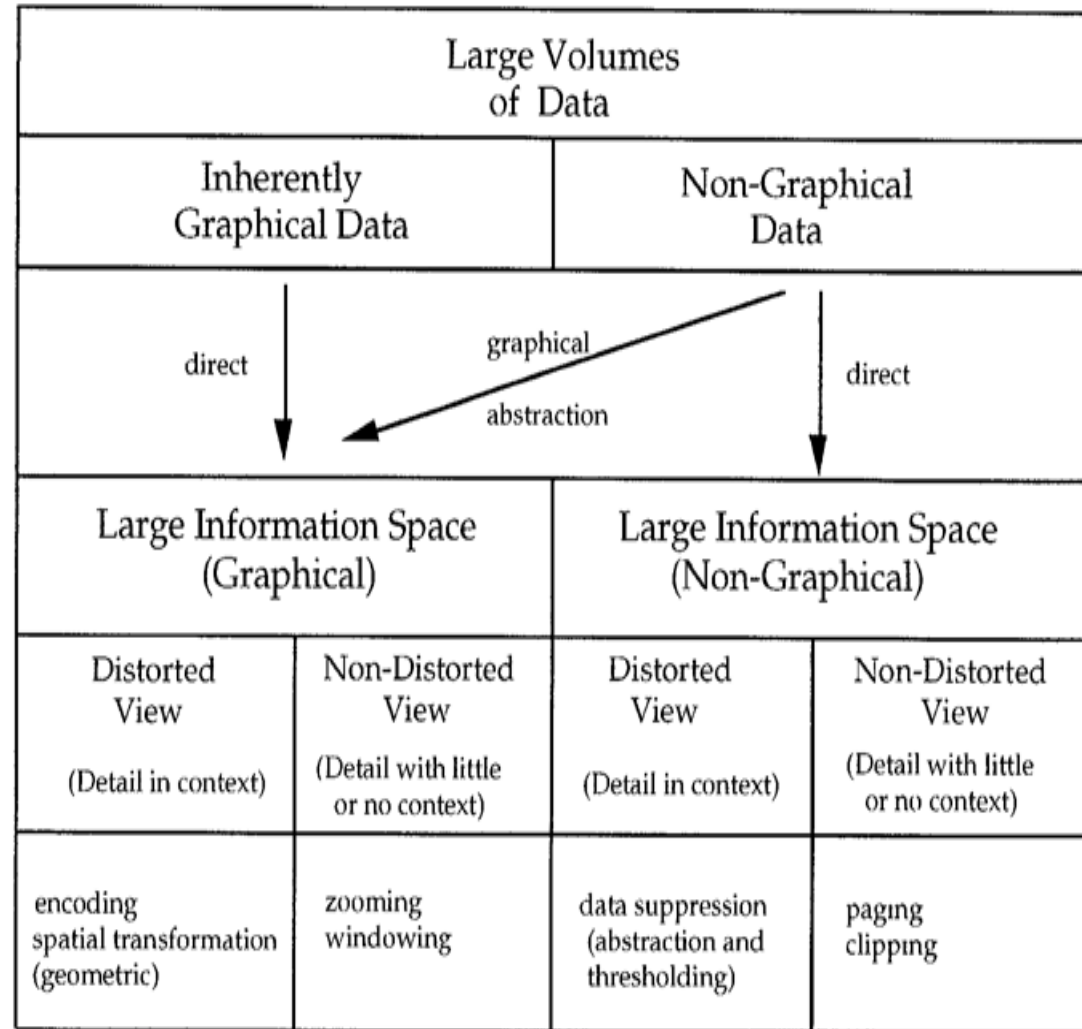 Large Volumes
of Data
Inherently
Graphical Data
Non-Graphical
Data
direct
graphical
abstraction
direct
Large Information Space
(Graphical)
Large Information Space
(Non-Graphical)
Distorted
View
(Detail in context)
Non-Distorted
View
(Detail with little
or no context)
Distorted
View
(Detail in context)
Non-Distorted
View
(Detail with little
or no context)
encoding
spatial transformation
(geometric)
zooming
windowing
data suppression
(abstraction and
thresholding)
paging
clipping